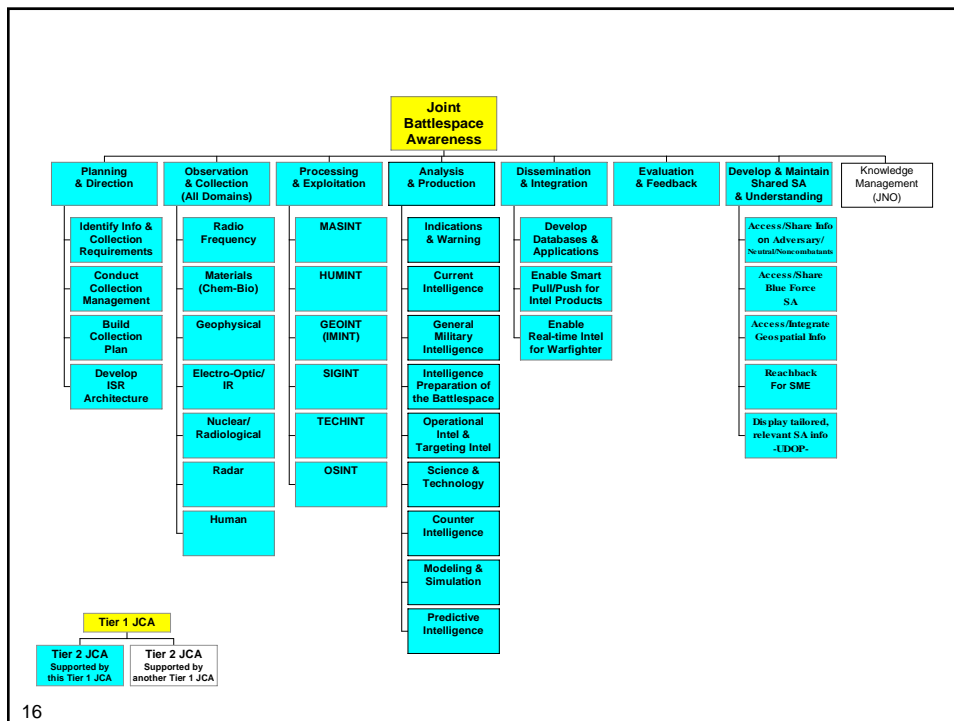 Joint
Battlespace
Awareness
Planning
& Direction
Identify Info &
Collection
Requirements
Conduct
Collection
Management
Build
Collection
Plan
Develop
ISR
Architecture
Observation
& Collection
(All Domains)
Radio
Frequency
Materials
(Chem-Bio)
Geophysical
Electro-Optic/
IR
Nuclear/
Radiological
Radar
Human
Processing
& Exploitation
MASINT
HUMINT
GEOINT
(IMINT)
SIGINT
TECHINT
OSINT
Analysis
& Production
Indications
& Warning
Current
Intelligence
General
Military
Intelligence
Intelligence
Preparation of
the Battlespace
Operational
Intel &
Targeting Intel
Science &
Technology
Counter
Intelligence
Modeling &
Simulation
Predictive
Intelligence
Dissemination
& Integration
Develop
Databases &
Applications
Enable Smart
Pull/Push for
Intel Products
Enable
Real-time Intel
for Warfighter
Evaluation
& Feedback
Develop & Maintain
Shared SA
& Understanding
Access/Share Info
on Adversary/
Neutral/Noncombatants
Access/Share
Blue Force
SA
Access/Integrate
Geospatial Info
Reachback
For SME
Display tailored,
relevant SA info
-UDOP-
Knowledge
Management
(JNO)
Tier 1 JCA
Tier 2 JCA
Supported by
this Tier 1 JCA
Tier 2 JCA
Supported by
another Tier 1 JCA
16